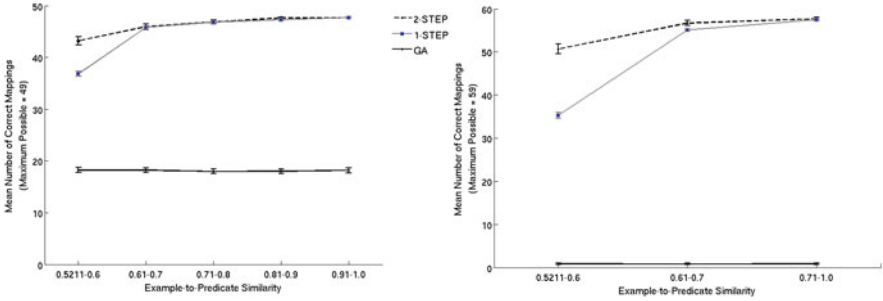 50
40
30
20
10
0
Mean Number of Correct Mappings
(Maximum Possible = 49)
0.5211-0.6
0.61-0.7
0.71-0.8
0.81-0.9
0.91-1.0
Example-to-Predicate Similarity
2-STEP
1-STEP
GA
60
50
40
30
20
10
0
Mean Number of Correct Mappings
(Maximum Possible = 59)
0.5211-0.6
0.61-0.7
0.71-1.0
Example-to-Predicate Similarity